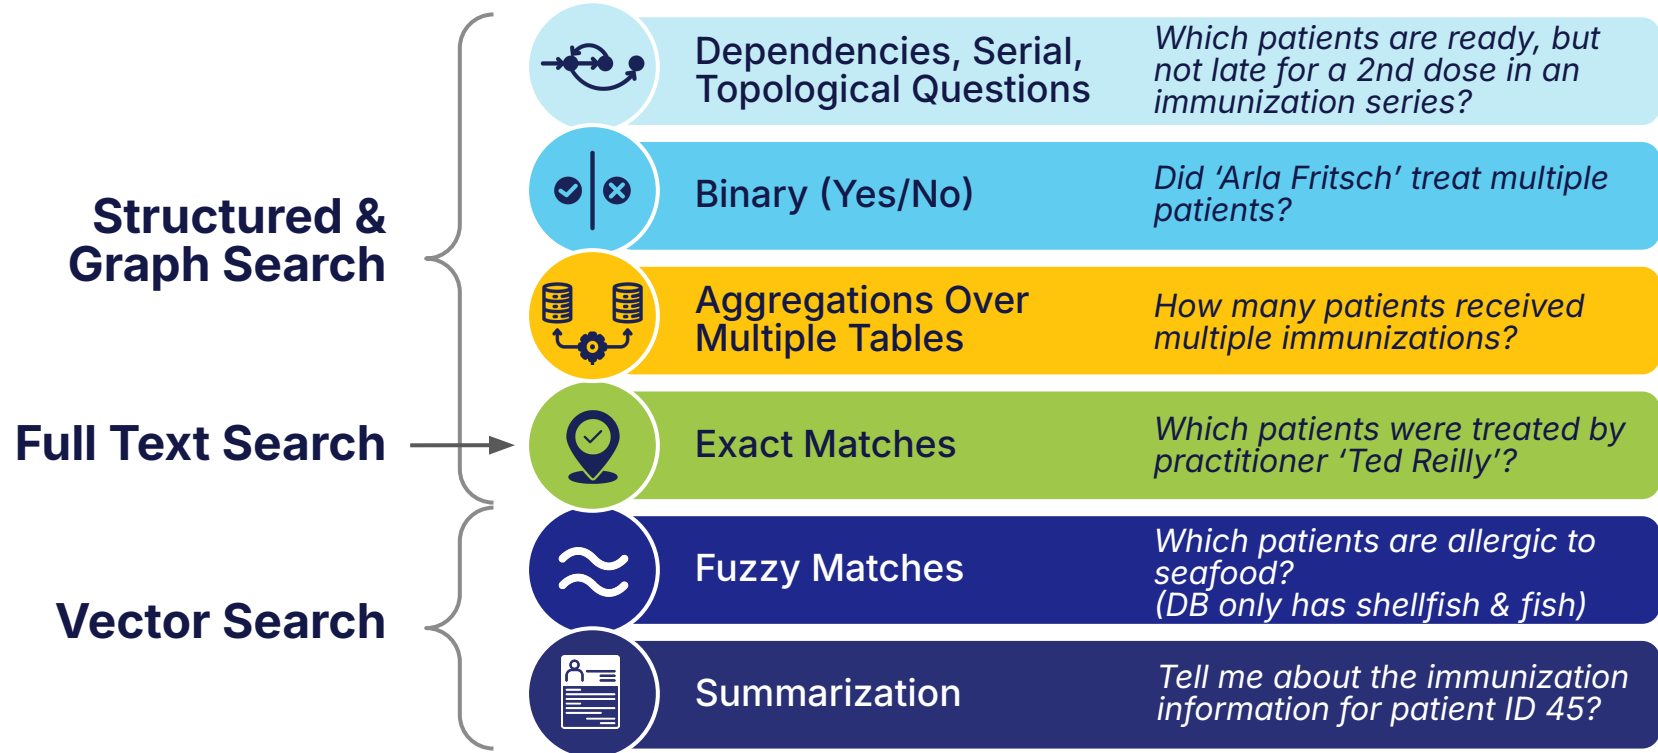 Structured &
Graph Search
Full Text Search
Vector Search
Dependencies, Serial,
Topological Questions
Which patients are ready, but
not late for a 2nd dose in an
immunization series?
Binary (Yes/No)
Did ‘Arla Fritsch’ treat multiple
patients?
Aggregations Over
Multiple Tables
How many patients received
multiple immunizations?
Exact Matches
Which patients were treated by
practitioner ‘Ted Reilly’?
Fuzzy Matches
Which patients are allergic to
seafood?
(DB only has shellfish & fish)
Summarization
Tell me about the immunization
information for patient ID 45?